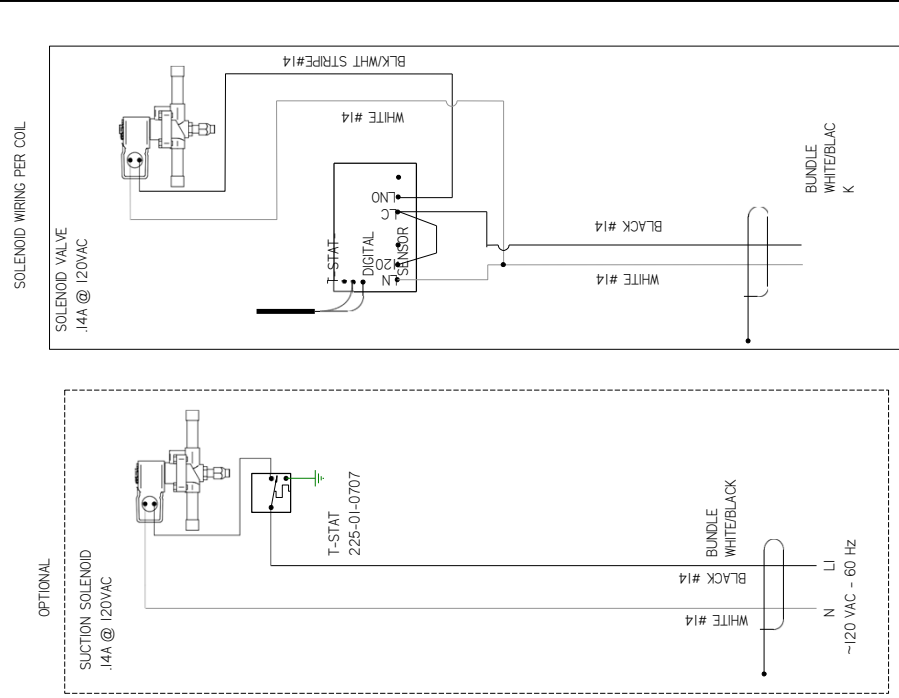 SOLENOID WIRING PER COIL
SOLENOID VALVE
.14A @ 120VAC
BLK/WHT STRIPE#14
WHITE #14
LNO
LC
120
LN
T-STAT-
DIGITAL
SENSOR
BLACK #14
WHITE #14
BUNDLE
WHITE/BLAC
K
OPTIONAL
SUCTION SOLENOID
.14A @ 120VAC
T-STAT
225-01-0707
BUNDLE
WHITE/BLACK
BLACK #14
WHITE #14
L1
N
~120 VAC - 60 Hz